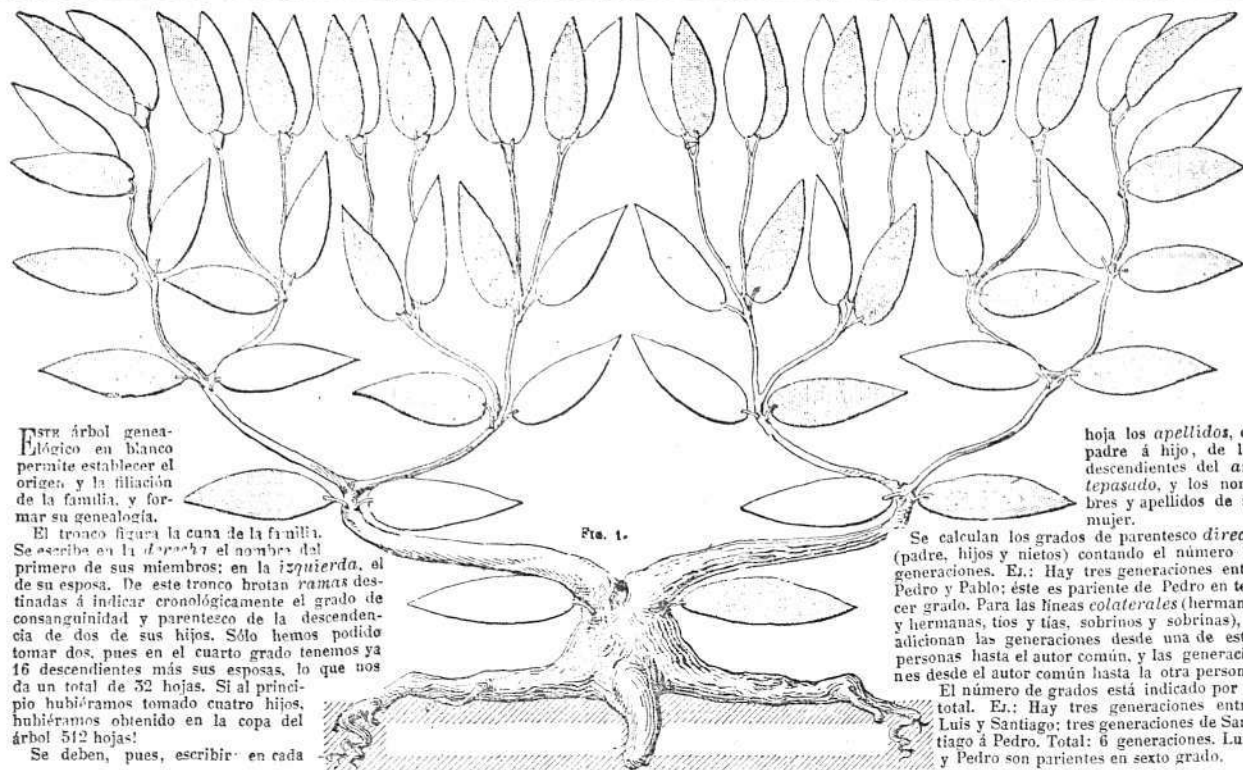 ESTE árbol genea-
lógico en blanco
permite establecer el
origen y la filiación
de la familia, y for-
mar su genealogía.
El tronco figura la cuna de la familia.
Se escribe en la derecha el nombre del
primero de sus miembros; en la izquierda, el
de su esposa. De este tronco brotan ramas des-
tinadas á indicar cronológicamente el grado de
consanguinidad y parentesco de la descenden-
cia de dos de sus hijos. Sólo hemos podido
tomar dos, pues en el cuarto grado tenemos ya
16 descendientes más sus esposas, lo que nos
da un total de 32 hojas. Si al princi-
pio hubiéramos tomado cuatro hijos,
hubiéramos obtenido en la copa del
árbol 512 hojas!
Se deben, pues, escribir en cada
FIG. 1.
hoja los apellidos,
padre á hijo, de
descendientes del
tepasado, y los nom-
bres y apellidos de
mujer.
Se calculan los grados de parentesco
(padre, hijos y nietos) contando el número
generaciones. EJ.: Hay tres generaciones
Pedro y Pablo; éste es pariente de Pedro en
cer grado. Para las líneas colaterales
y hermanas, tíos y tías, sobrinos y sobrinas),
adicionan las generaciones desde una de
personas hasta el autor común, y las
nes desde el autor común hasta la otra
El número de grados está indicado por
total. EJ.: Hay tres generaciones
Luis y Santiago; tres generaciones de San-
tiago á Pedro. Total: 6 generaciones.
y Pedro son parientes en sexto grado.